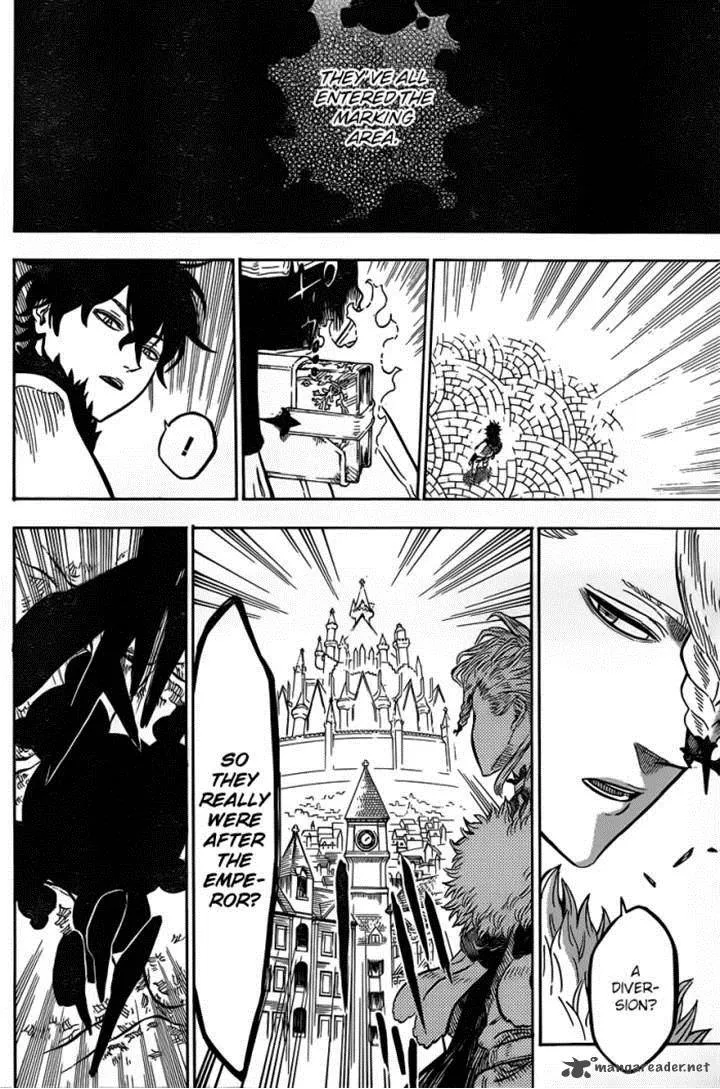 THEY'VE ALL
ENTERED THE
MARKING
AREA.
!
A
DIVER-
SION?
SO
THEY
REALLY
WERE
AFTER
THE
EMPE-
ROR?
mangareader.net